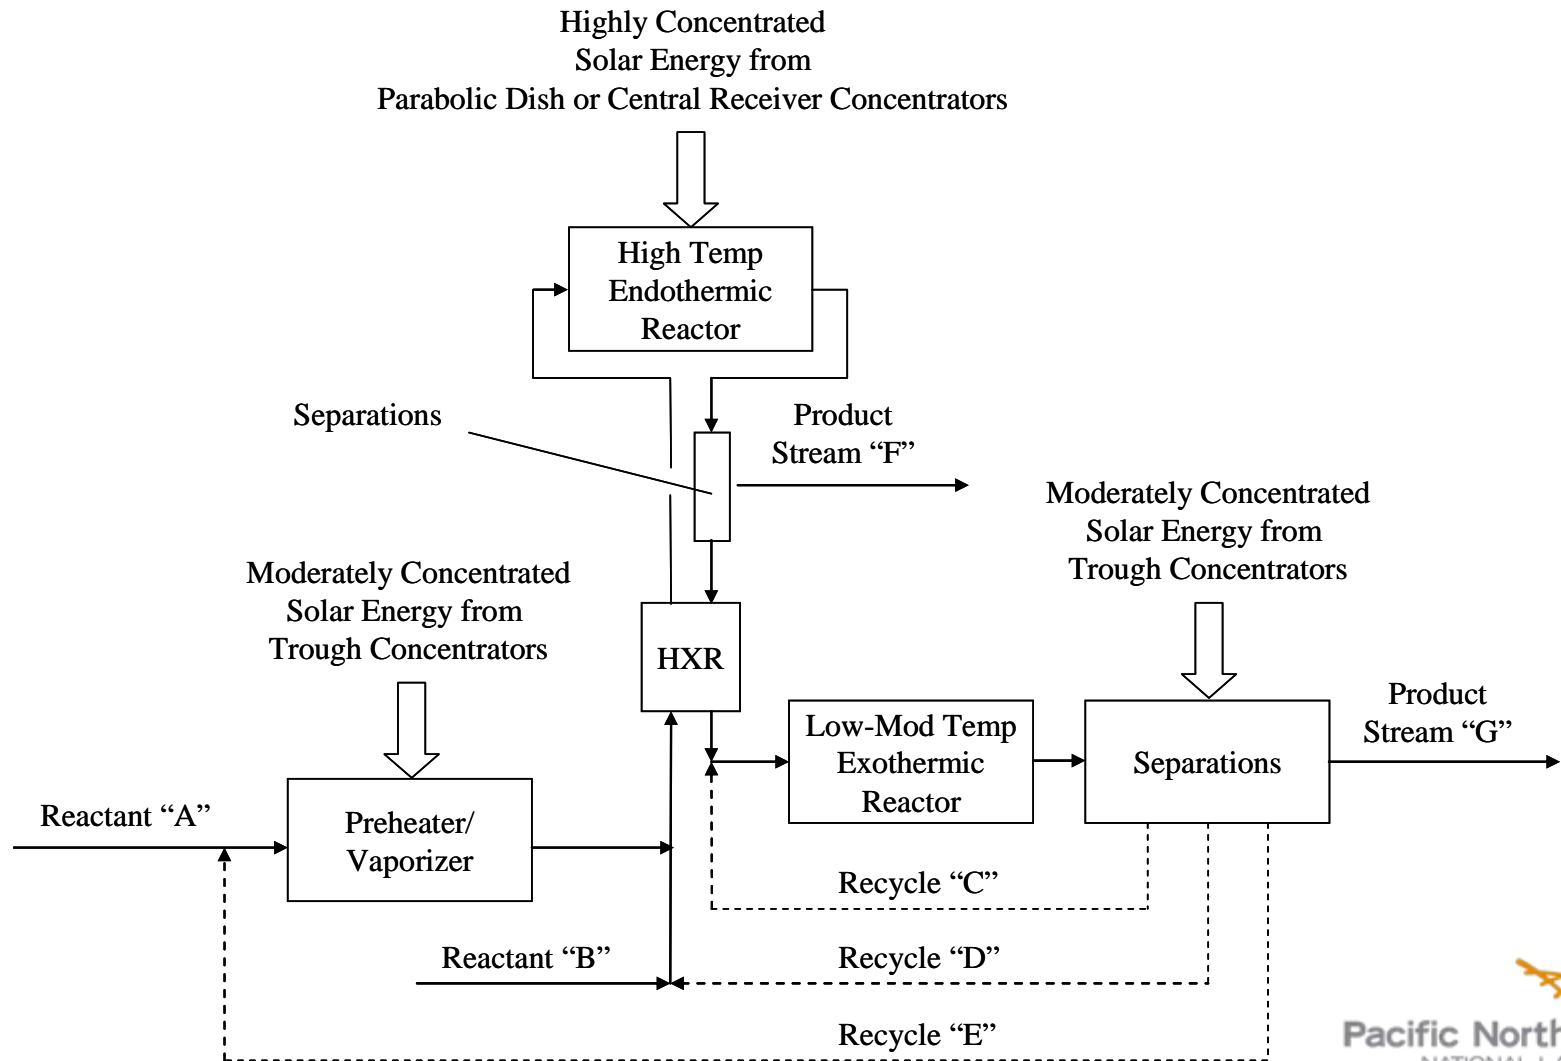 Highly Concentrated
Solar Energy from
Parabolic Dish or Central Receiver Concentrators
High Temp
Endothermic
Reactor
Separations
Product
Stream “F”
Moderately Concentrated
Solar Energy from
Trough Concentrators
Moderately Concentrated
Solar Energy from
Trough Concentrators
HXR
Low-Mod Temp
Exothermic
Reactor
Separations
Product
Stream “G”
Reactant “A”
Preheater/
Vaporizer
Recycle “C”
Reactant “B”
Recycle “D”
Recycle “E”
Pacific North